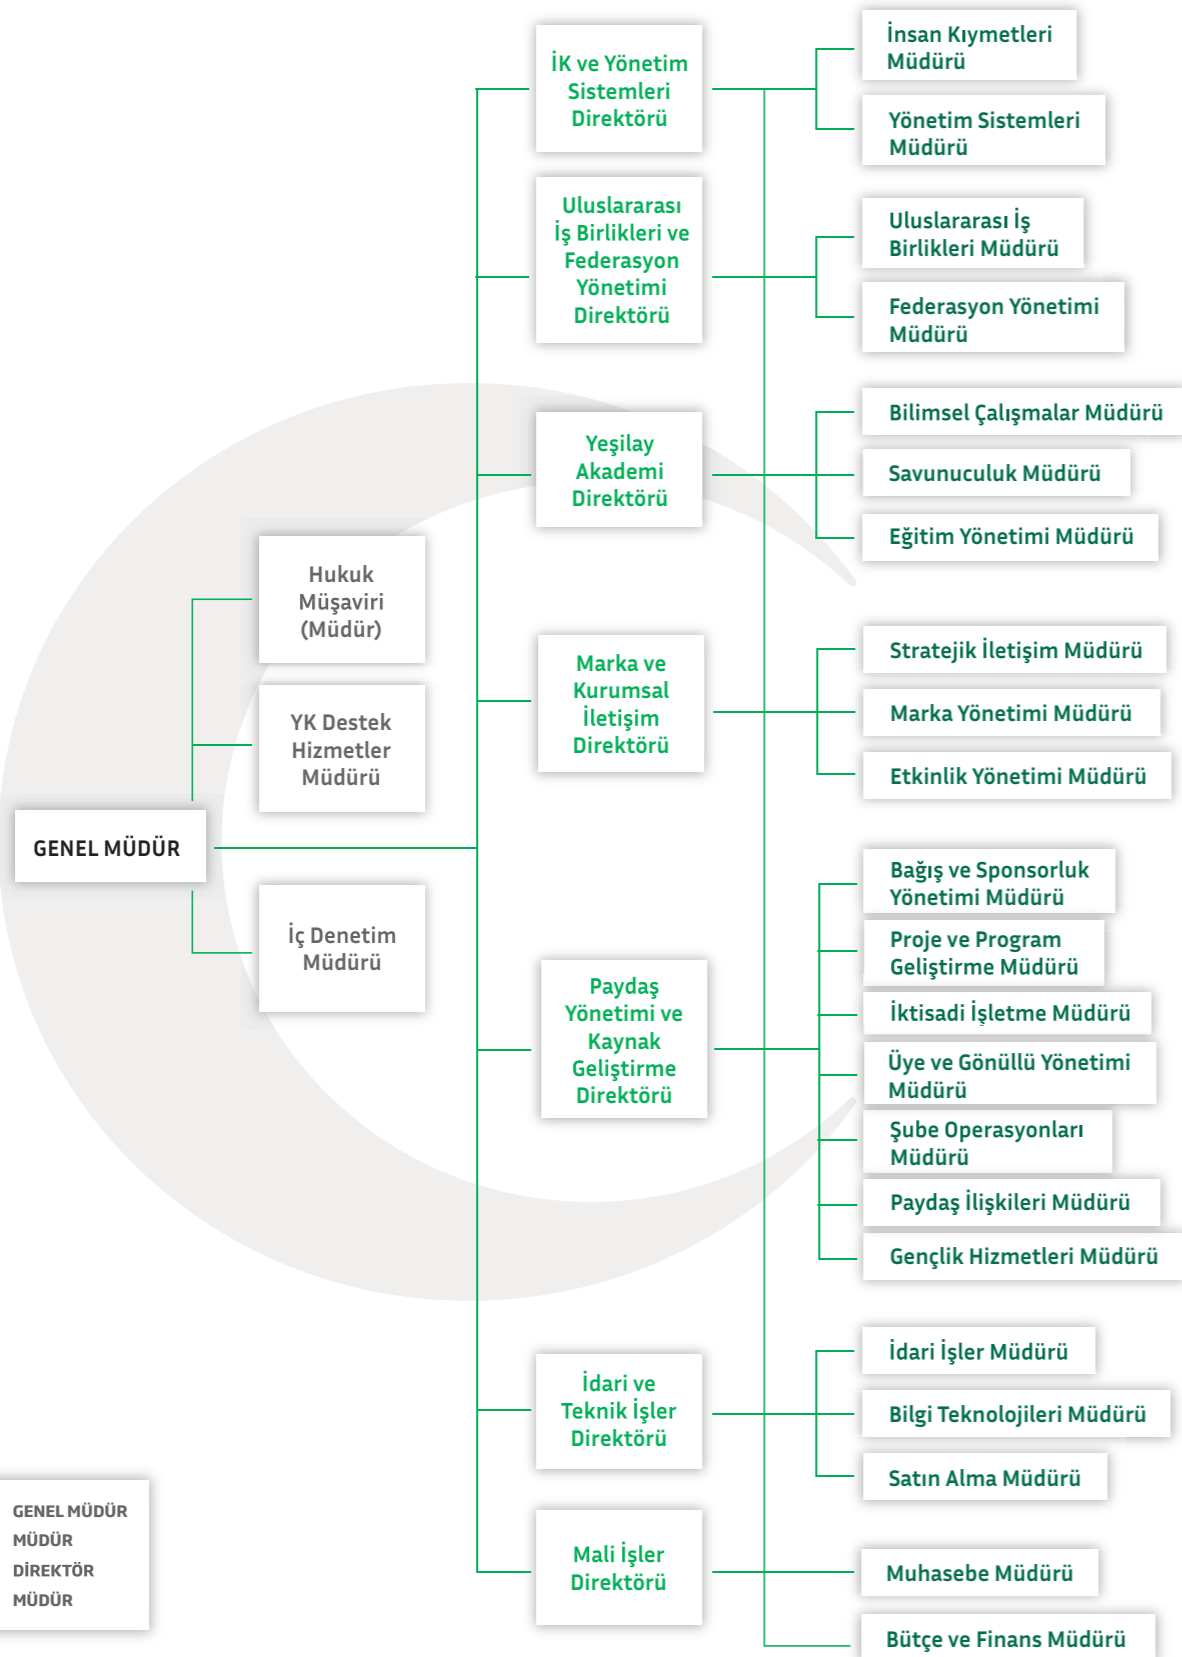 GENEL MÜDÜR
Hukuk
Müşaviri
(Müdür)
YK Destek
Hizmetler
Müdürü
İç Denetim
Müdürü
İK ve Yönetim
Sistemleri
Direktörü
İnsan Kıymetleri
Müdürü
Yönetim Sistemleri
Müdürü
Uluslararası
İş Birlikleri ve
Federasyon
Yönetimi
Direktörü
Uluslararası İş
Birlikleri Müdürü
Federasyon Yönetimi
Müdürü
Yeşilay
Akademi
Direktörü
Bilimsel Çalışmalar Müdürü
Savunuculuk Müdürü
Eğitim Yönetimi Müdürü
Marka ve
Kurumsal
İletişim
Direktörü
Stratejik İletişim Müdürü
Marka Yönetimi Müdürü
Etkinlik Yönetimi Müdürü
Paydaş
Yönetimi ve
Kaynak
Geliştirme
Direktörü
Bağış ve Sponsorluk
Yönetimi Müdürü
Proje ve Program
Geliştirme Müdürü
İktisadi İşletme Müdürü
Üye ve Gönüllü Yönetimi
Müdürü
Şube Operasyonları
Müdürü
Paydaş İlişkileri Müdürü
Gençlik Hizmetleri Müdürü
İdari ve
Teknik İşler
Direktörü
İdari İşler Müdürü
Bilgi Teknolojileri Müdürü
Satın Alma Müdürü
Mali İşler
Direktörü
Muhasebe Müdürü
Bütçe ve Finans Müdürü
GENEL MÜDÜR
MÜDÜR
DİREKTÖR
MÜDÜR